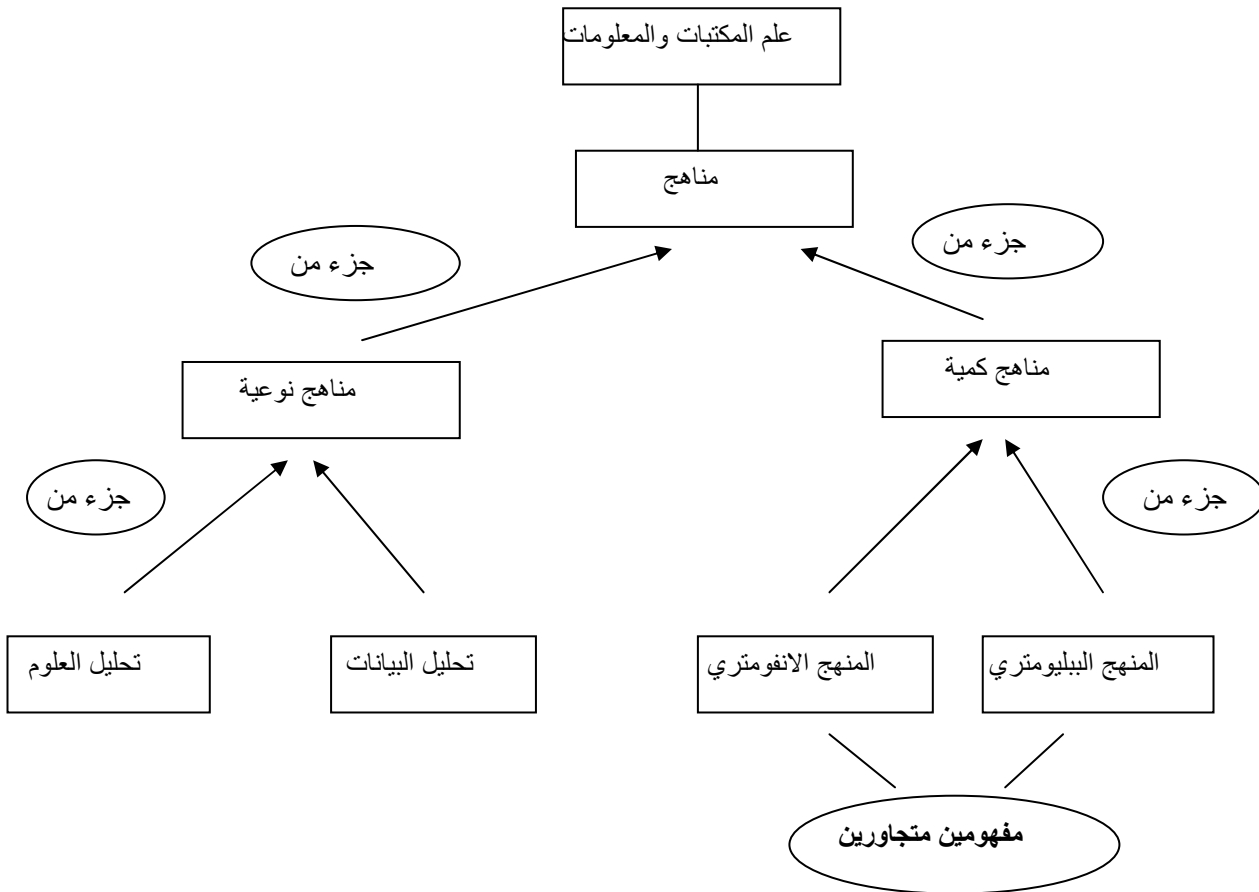 علم المكتبات والمعلومات
مناهج
جزء من
جزء من
مناهج كمية
مناهج نوعية
جزء من
جزء من
المنهج الببليومتري
المنهج الانفومتري
تحليل البيانات
تحليل العلوم
مفهومين متجاورين